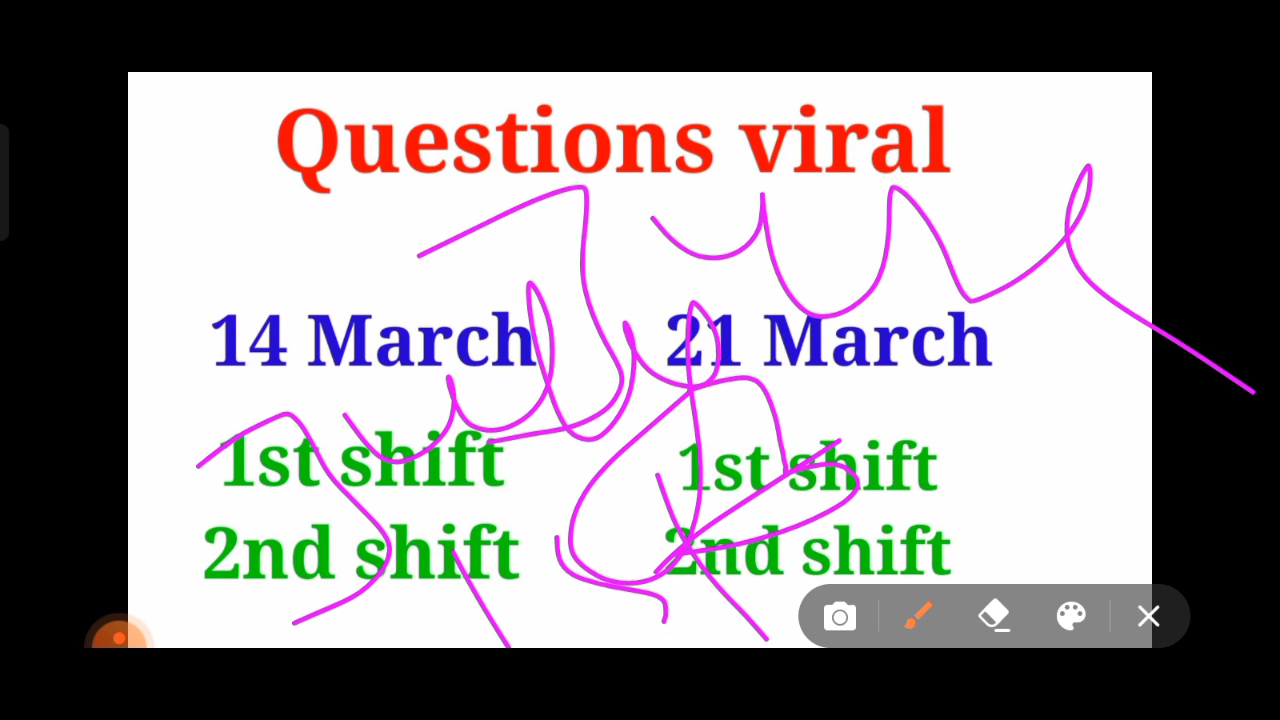 Questions viral
14 March 21 March
1st shift 1st shift
2nd shift 2nd shift